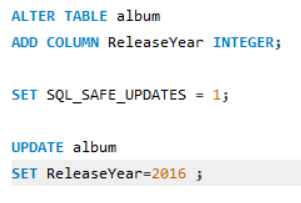 ALTER TABLE album
ADD COLUMN ReleaseYear INTEGER;
SET SQL_SAFE_UPDATES = 1;
UPDATE album
SET ReleaseYear=2016 ;